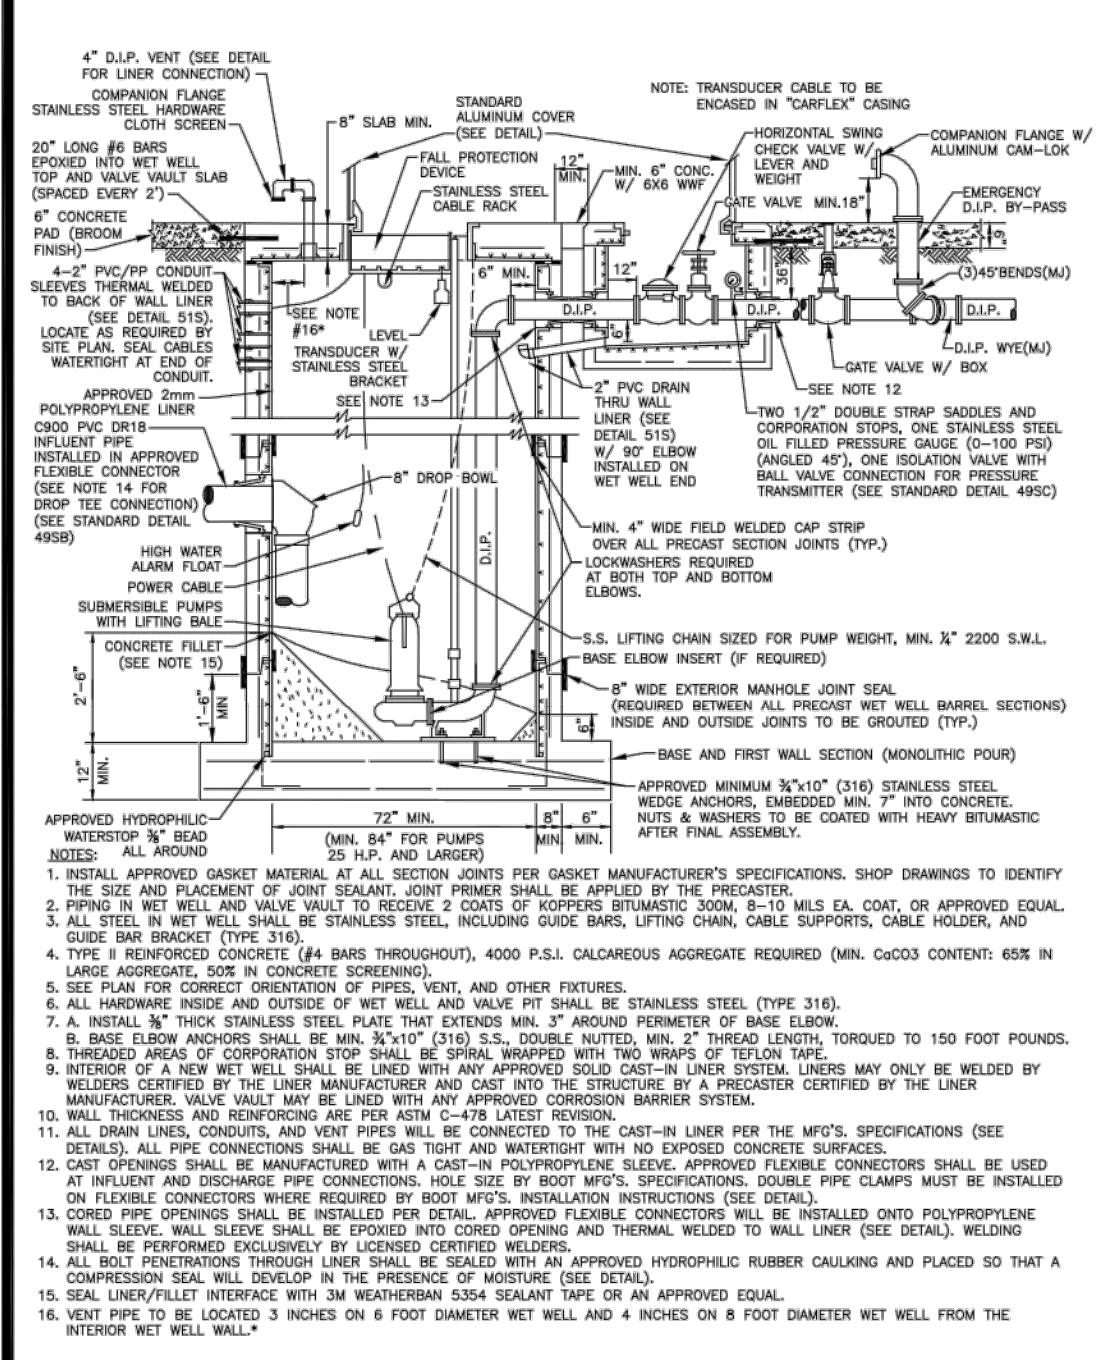 4" D.I.P. VENT (SEE DETAIL
FOR LINER CONNECTION)
COMPANION FLANGE
STAINLESS STEEL HARDWARE
CLOTH SCREEN
20" LONG #6 BARS
EPOXIED INTO WET WELL
TOP AND VALVE VAULT SLAB
(SPACED EVERY 2')
6" CONCRETE
PAD (BROOM
FINISH)
4-2" PVC/PP CONDUIT
SLEEVES THERMAL WELDED
TO BACK OF WALL LINER
(SEE DETAIL 51S).
LOCATE AS REQUIRED BY
SITE PLAN. SEAL CABLES
WATERTIGHT AT END OF
CONDUIT.
APPROVED 2mm
POLYPROPYLENE LINER
C900 PVC DR18
INFLUENT PIPE
INSTALLED IN APPROVED
FLEXIBLE CONNECTOR
(SEE NOTE 14 FOR
DROP TEE CONNECTION)
(SEE STANDARD DETAIL
49SB)
HIGH WATER
ALARM FLOAT
POWER CABLE
SUBMERSIBLE PUMPS
WITH LIFTING BALE
CONCRETE FILLET
(SEE NOTE 15)
2'-6"
1'-6"
MIN
12"
MIN.
APPROVED HYDROPHILIC
WATERSTOP ⅜" BEAD
ALL AROUND
8" SLAB MIN.
STANDARD
ALUMINUM COVER
(SEE DETAIL)
FALL PROTECTION
DEVICE
STAINLESS STEEL
CABLE RACK
12"
MIN.
MIN. 6" CONC.
W/ 6X6 WWF
NOTE: TRANSDUCER CABLE TO BE
ENCASED IN "CARFLEX" CASING
HORIZONTAL SWING
CHECK VALVE W/
LEVER AND
WEIGHT
GATE VALVE
MIN.18"
COMPANION FLANGE W/
ALUMINUM CAM-LOK
EMERGENCY
D.I.P. BY-PASS
6"
36"
(3)45°BENDS(MJ)
6" MIN.
12"
SEE NOTE
#16*
LEVEL
TRANSDUCER W/
STAINLESS STEEL
BRACKET
SEE NOTE 13
D.I.P.
6"
D.I.P.
D.I.P.
D.I.P. WYE(MJ)
GATE VALVE W/ BOX
SEE NOTE 12
2" PVC DRAIN
THRU WALL
LINER (SEE
DETAIL 51S)
W/ 90° ELBOW
INSTALLED ON
WET WELL END
TWO 1/2" DOUBLE STRAP SADDLES AND
CORPORATION STOPS, ONE STAINLESS STEEL
OIL FILLED PRESSURE GAUGE (0-100 PSI)
(ANGLED 45°), ONE ISOLATION VALVE WITH
BALL VALVE CONNECTION FOR PRESSURE
TRANSMITTER (SEE STANDARD DETAIL 49SC)
8" DROP BOWL
D.I.P.
MIN. 4" WIDE FIELD WELDED CAP STRIP
OVER ALL PRECAST SECTION JOINTS (TYP.)
LOCKWASHERS REQUIRED
AT BOTH TOP AND BOTTOM
ELBOWS.
S.S. LIFTING CHAIN SIZED FOR PUMP WEIGHT, MIN. ¼" 2200 S.W.L.
BASE ELBOW INSERT (IF REQUIRED)
8" WIDE EXTERIOR MANHOLE JOINT SEAL
(REQUIRED BETWEEN ALL PRECAST WET WELL BARREL SECTIONS)
INSIDE AND OUTSIDE JOINTS TO BE GROUTED (TYP.)
6"
BASE AND FIRST WALL SECTION (MONOLITHIC POUR)
APPROVED MINIMUM ¾"x10" (316) STAINLESS STEEL
WEDGE ANCHORS, EMBEDDED MIN. 7" INTO CONCRETE.
NUTS & WASHERS TO BE COATED WITH HEAVY BITUMASTIC
AFTER FINAL ASSEMBLY.
72" MIN.
(MIN. 84" FOR PUMPS
25 H.P. AND LARGER)
8"
MIN.
6"
MIN.
NOTES:
1. INSTALL APPROVED GASKET MATERIAL AT ALL SECTION JOINTS PER GASKET MANUFACTURER'S SPECIFICATIONS. SHOP DRAWINGS TO IDENTIFY
THE SIZE AND PLACEMENT OF JOINT SEALANT. JOINT PRIMER SHALL BE APPLIED BY THE PRECASTER.
2. PIPING IN WET WELL AND VALVE VAULT TO RECEIVE 2 COATS OF KOPPERS BITUMASTIC 300M, 8-10 MILS EA. COAT, OR APPROVED EQUAL.
3. ALL STEEL IN WET WELL SHALL BE STAINLESS STEEL, INCLUDING GUIDE BARS, LIFTING CHAIN, CABLE SUPPORTS, CABLE HOLDER, AND
GUIDE BAR BRACKET (TYPE 316).
4. TYPE II REINFORCED CONCRETE (#4 BARS THROUGHOUT), 4000 P.S.I. CALCAREOUS AGGREGATE REQUIRED (MIN. CaCO3 CONTENT: 65% IN
LARGE AGGREGATE, 50% IN CONCRETE SCREENING).
5. SEE PLAN FOR CORRECT ORIENTATION OF PIPES, VENT, AND OTHER FIXTURES.
6. ALL HARDWARE INSIDE AND OUTSIDE OF WET WELL AND VALVE PIT SHALL BE STAINLESS STEEL (TYPE 316).
7. A. INSTALL ⅜" THICK STAINLESS STEEL PLATE THAT EXTENDS MIN. 3" AROUND PERIMETER OF BASE ELBOW.
B. BASE ELBOW ANCHORS SHALL BE MIN. ¾"x10" (316) S.S., DOUBLE NUTTED, MIN. 2" THREAD LENGTH, TORQUED TO 150 FOOT POUNDS.
8. THREADED AREAS OF CORPORATION STOP SHALL BE SPIRAL WRAPPED WITH TWO WRAPS OF TEFLON TAPE.
9. INTERIOR OF A NEW WET WELL SHALL BE LINED WITH ANY APPROVED SOLID CAST-IN LINER SYSTEM. LINERS MAY ONLY BE WELDED BY
WELDERS CERTIFIED BY THE LINER MANUFACTURER AND CAST INTO THE STRUCTURE BY A PRECASTER CERTIFIED BY THE LINER
MANUFACTURER. VALVE VAULT MAY BE LINED WITH ANY APPROVED CORROSION BARRIER SYSTEM.
10. WALL THICKNESS AND REINFORCING ARE PER ASTM C-478 LATEST REVISION.
11. ALL DRAIN LINES, CONDUITS, AND VENT PIPES WILL BE CONNECTED TO THE CAST-IN LINER PER THE MFG'S. SPECIFICATIONS (SEE
DETAILS). ALL PIPE CONNECTIONS SHALL BE GAS TIGHT AND WATERTIGHT WITH NO EXPOSED CONCRETE SURFACES.
12. CAST OPENINGS SHALL BE MANUFACTURED WITH A CAST-IN POLYPROPYLENE SLEEVE. APPROVED FLEXIBLE CONNECTORS SHALL BE USED
AT INFLUENT AND DISCHARGE PIPE CONNECTIONS. HOLE SIZE BY BOOT MFG'S. SPECIFICATIONS. DOUBLE PIPE CLAMPS MUST BE INSTALLED
ON FLEXIBLE CONNECTORS WHERE REQUIRED BY BOOT MFG'S. INSTALLATION INSTRUCTIONS (SEE DETAIL).
13. CORED PIPE OPENINGS SHALL BE INSTALLED PER DETAIL. APPROVED FLEXIBLE CONNECTORS WILL BE INSTALLED ONTO POLYPROPYLENE
WALL SLEEVE. WALL SLEEVE SHALL BE EPOXIED INTO CORED OPENING AND THERMAL WELDED TO WALL LINER (SEE DETAIL). WELDING
SHALL BE PERFORMED EXCLUSIVELY BY LICENSED CERTIFIED WELDERS.
14. ALL BOLT PENETRATIONS THROUGH LINER SHALL BE SEALED WITH AN APPROVED HYDROPHILIC RUBBER CAULKING AND PLACED SO THAT A
COMPRESSION SEAL WILL DEVELOP IN THE PRESENCE OF MOISTURE (SEE DETAIL).
15. SEAL LINER/FILLET INTERFACE WITH 3M WEATHERBAN 5354 SEALANT TAPE OR AN APPROVED EQUAL.
16. VENT PIPE TO BE LOCATED 3 INCHES ON 6 FOOT DIAMETER WET WELL AND 4 INCHES ON 8 FOOT DIAMETER WET WELL FROM THE
INTERIOR WET WELL WALL.*